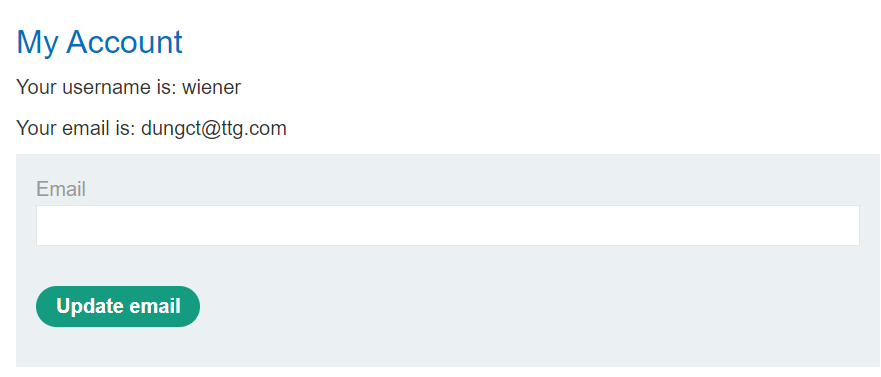 My Account
Your username is: wiener
Your email is: dungct@ttg.com
Email
Update email